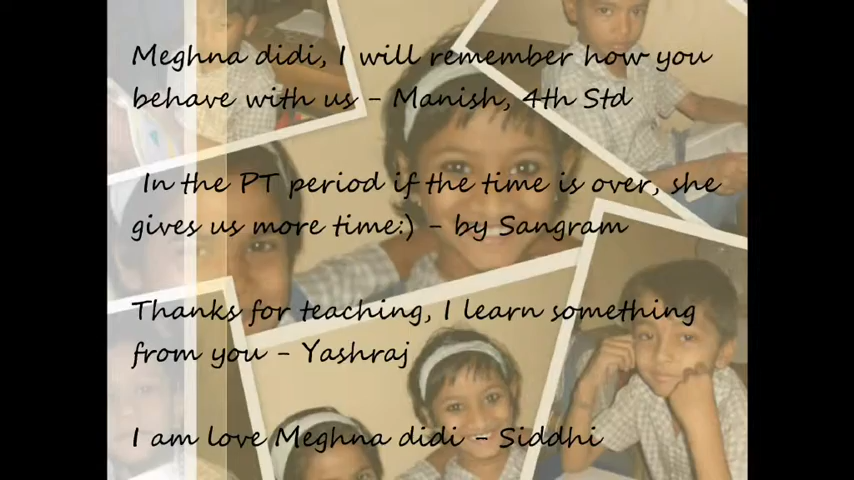 Meghna didi, I will remember how you
behave with us - Manish, 4th Std
In the PT period if the time is over, she
gives us more time:) - by Sangram
Thanks for teaching, I learn something
from you - Yashraj
I am love Meghna didi - Siddhi